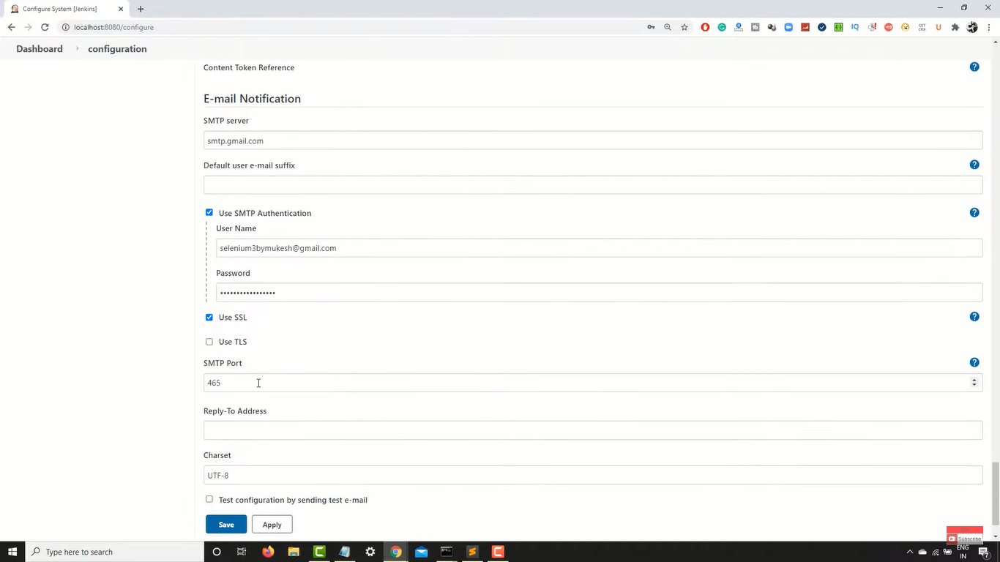 Configure System [Jenkins]
localhost:8080/configure
Dashboard
configuration
Content Token Reference
E-mail Notification
SMTP server
smtp.gmail.com
Default user e-mail suffix
Use SMTP Authentication
User Name
selenium3bymukesh@gmail.com
Password
•••••••••••••••••
Use SSL
Use TLS
SMTP Port
465
Reply-To Address
Charset
UTF-8
Test configuration by sending test e-mail
Save
Apply
Subscribe
Type here to search
ENG
IN